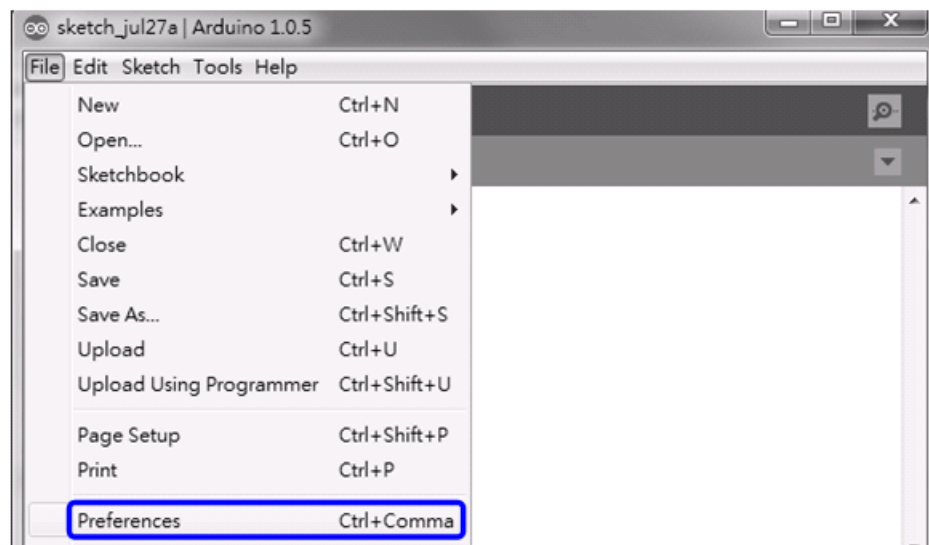 sketch_jul27a | Arduino 1.0.5
File Edit Sketch Tools Help
New Ctrl+N
Open... Ctrl+O
Sketchbook
Examples
Close Ctrl+W
Save Ctrl+S
Save As... Ctrl+Shift+S
Upload Ctrl+U
Upload Using Programmer Ctrl+Shift+U
Page Setup Ctrl+Shift+P
Print Ctrl+P
Preferences Ctrl+Comma